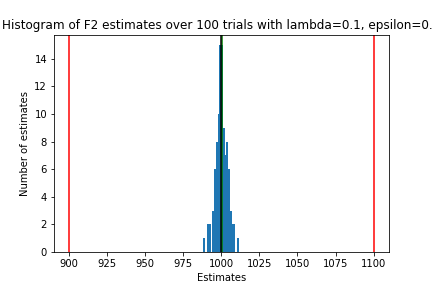 Histogram of F2 estimates over 100 trials with lambda=0.1, epsilon=0.
14
12
10
8
6
4
2
0
Number of estimates
900 925 950 975 1000 1025 1050 1075 1100
Estimates